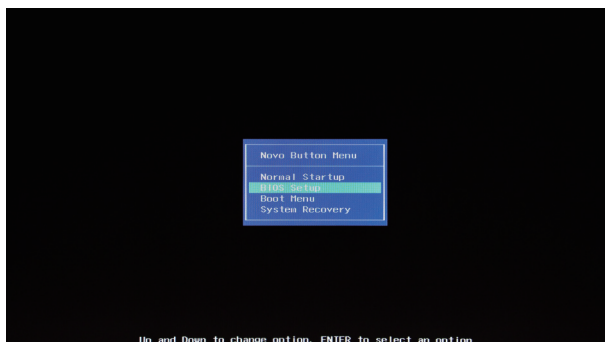 Novo Button Menu
Normal Startup
BIOS Setup
Boot Menu
System Recovery
Up and Down to change option, ENTER to select an option